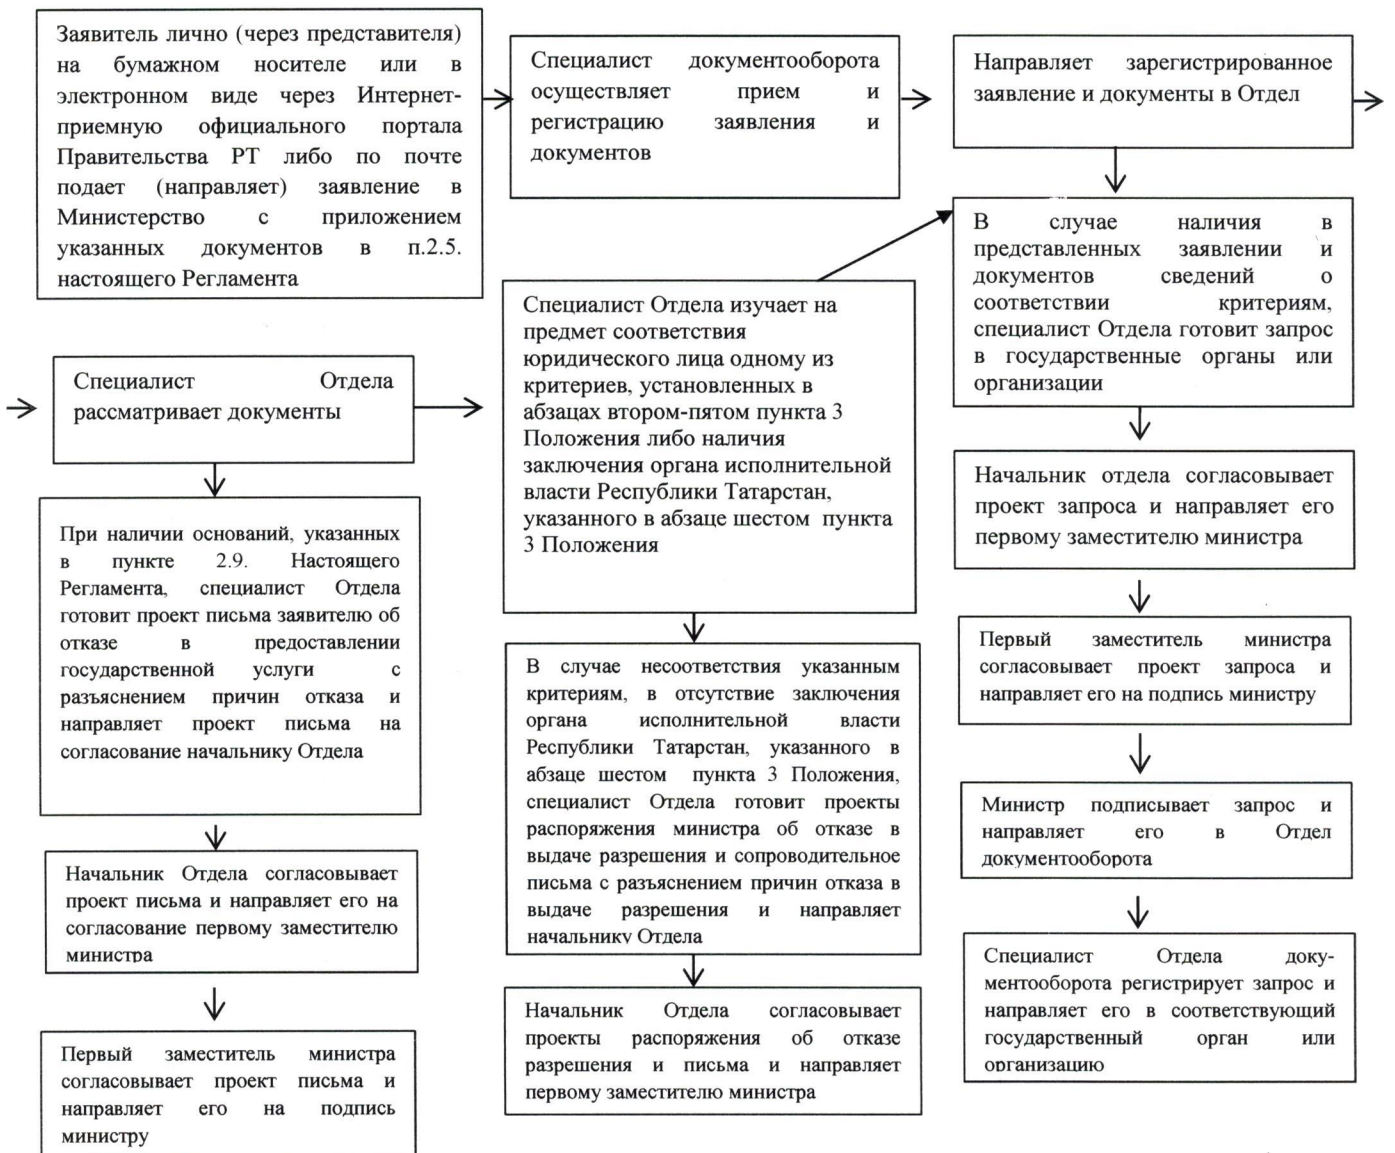 Заявитель лично (через представителя)
на бумажном носителе или в
электронном виде через Интернет-
приемную официального портала
Правительства РТ либо по почте
подает (направляет) заявление в
Министерство с приложением
указанных документов в п.2.5.
настоящего Регламента
Специалист документооборота
осуществляет прием и
регистрацию заявления и
документов
Направляет зарегистрированное
заявление и документы в Отдел
В случае наличия в
представленных заявлении и
документов сведений о
соответствии критериям,
специалист Отдела готовит запрос
в государственные органы или
организации
Специалист Отдела
рассматривает документы
Специалист Отдела изучает на
предмет соответствия
юридического лица одному из
критериев, установленных в
абзацах втором-пятом пункта 3
Положения либо наличия
заключения органа исполнительной
власти Республики Татарстан,
указанного в абзаце шестом пункта
3 Положения
Начальник отдела согласовывает
проект запроса и направляет его
первому заместителю министра
При наличии оснований, указанных
в пункте 2.9. Настоящего
Регламента, специалист Отдела
готовит проект письма заявителю об
отказе в предоставлении
государственной услуги с
разъяснением причин отказа и
направляет проект письма на
согласование начальнику Отдела
В случае несоответствия указанным
критериям, в отсутствие заключения
органа исполнительной власти
Республики Татарстан, указанного в
абзаце шестом пункта 3 Положения,
специалист Отдела готовит проекты
распоряжения министра об отказе в
выдаче разрешения и сопроводительное
письма с разъяснением причин отказа в
выдаче разрешения и направляет
начальнику Отдела
Первый заместитель министра
согласовывает проект запроса и
направляет его на подпись министру
Министр подписывает запрос и
направляет его в Отдел
документооборота
Начальник Отдела согласовывает
проект письма и направляет его на
согласование первому заместителю
министра
Специалист Отдела доку-
ментооборота регистрирует запрос и
направляет его в соответствующий
государственный орган или
организацию
Начальник Отдела согласовывает
проекты распоряжения об отказе
разрешения и письма и направляет
первому заместителю министра
Первый заместитель министра
согласовывает проект письма и
направляет его на подпись
министру